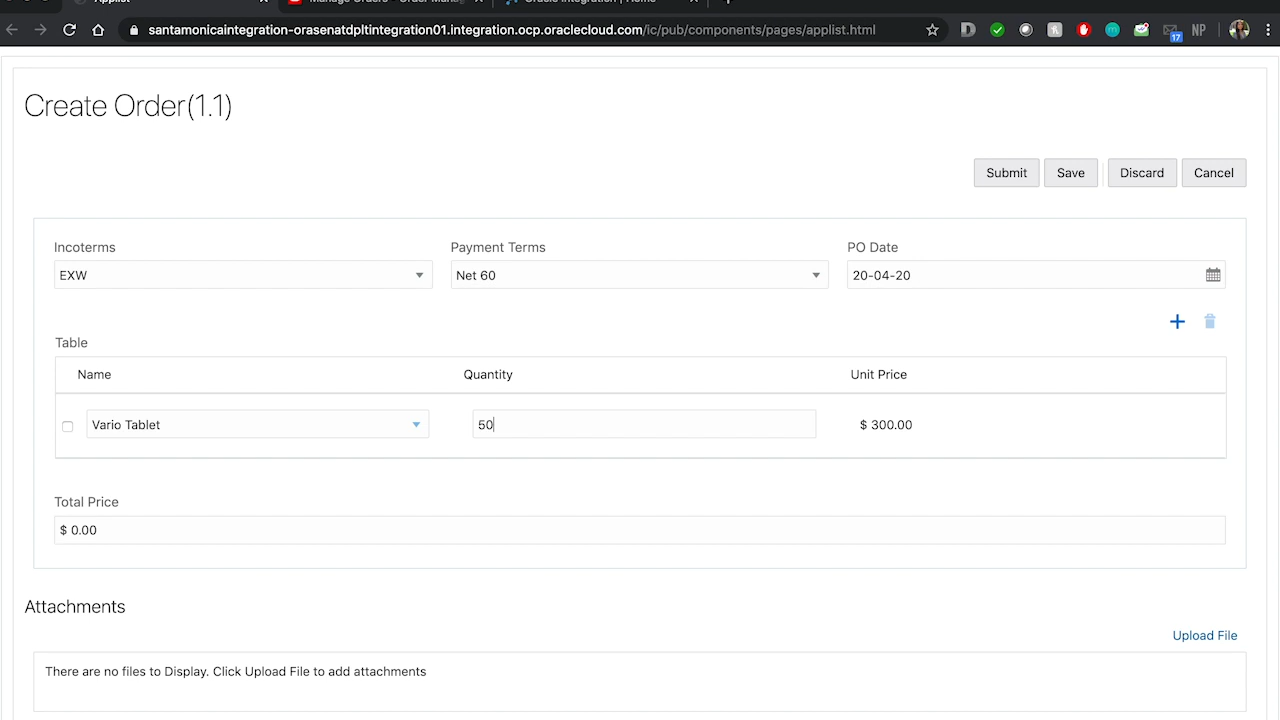 santamonicaintegration-orasenatdpltintegration01.integration.ocp.oraclecloud.com/ic/pub/components/pages/applist.html
17
NP
Create Order(1.1)
Submit Save Discard Cancel
Incoterms Payment Terms PO Date
EXW Net 60 20-04-20
Table
Name Quantity Unit Price
Vario Tablet 50 $ 300.00
Total Price
$ 0.00
Attachments
Upload File
There are no files to Display. Click Upload File to add attachments